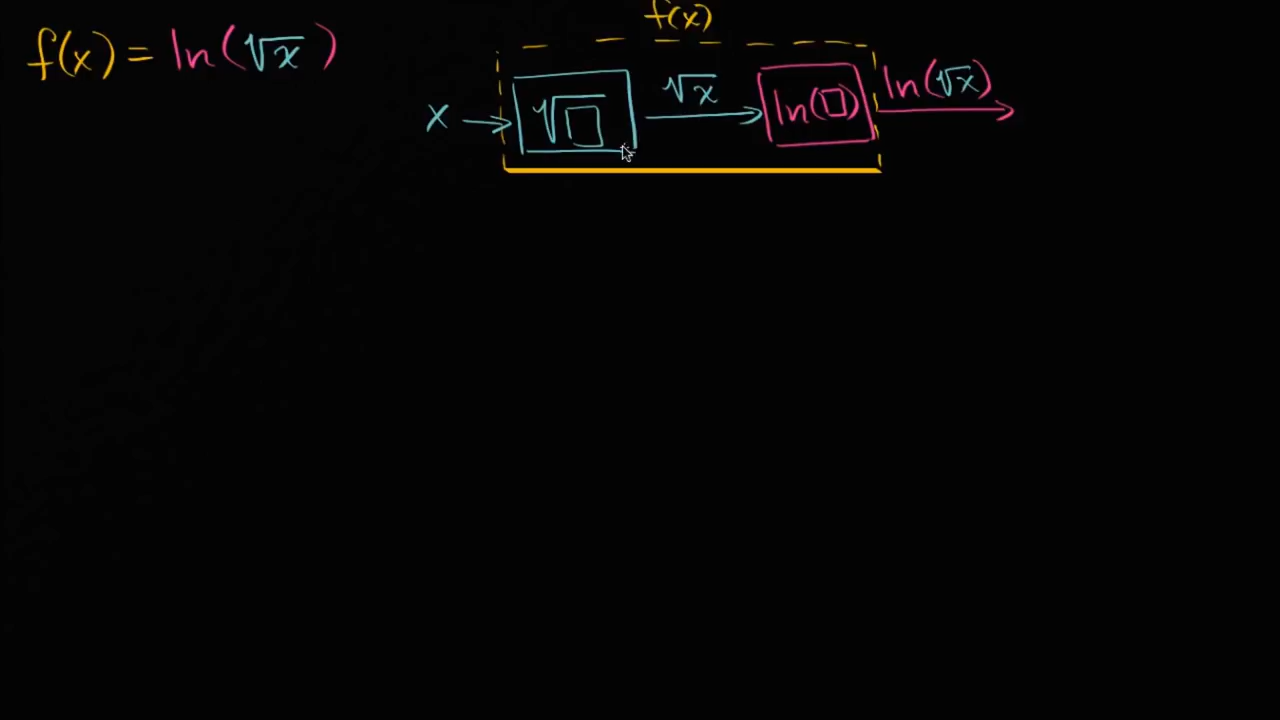 f(x) = ln(√x)
f(x)
x → √□ √x → ln(□) ln(√x) →